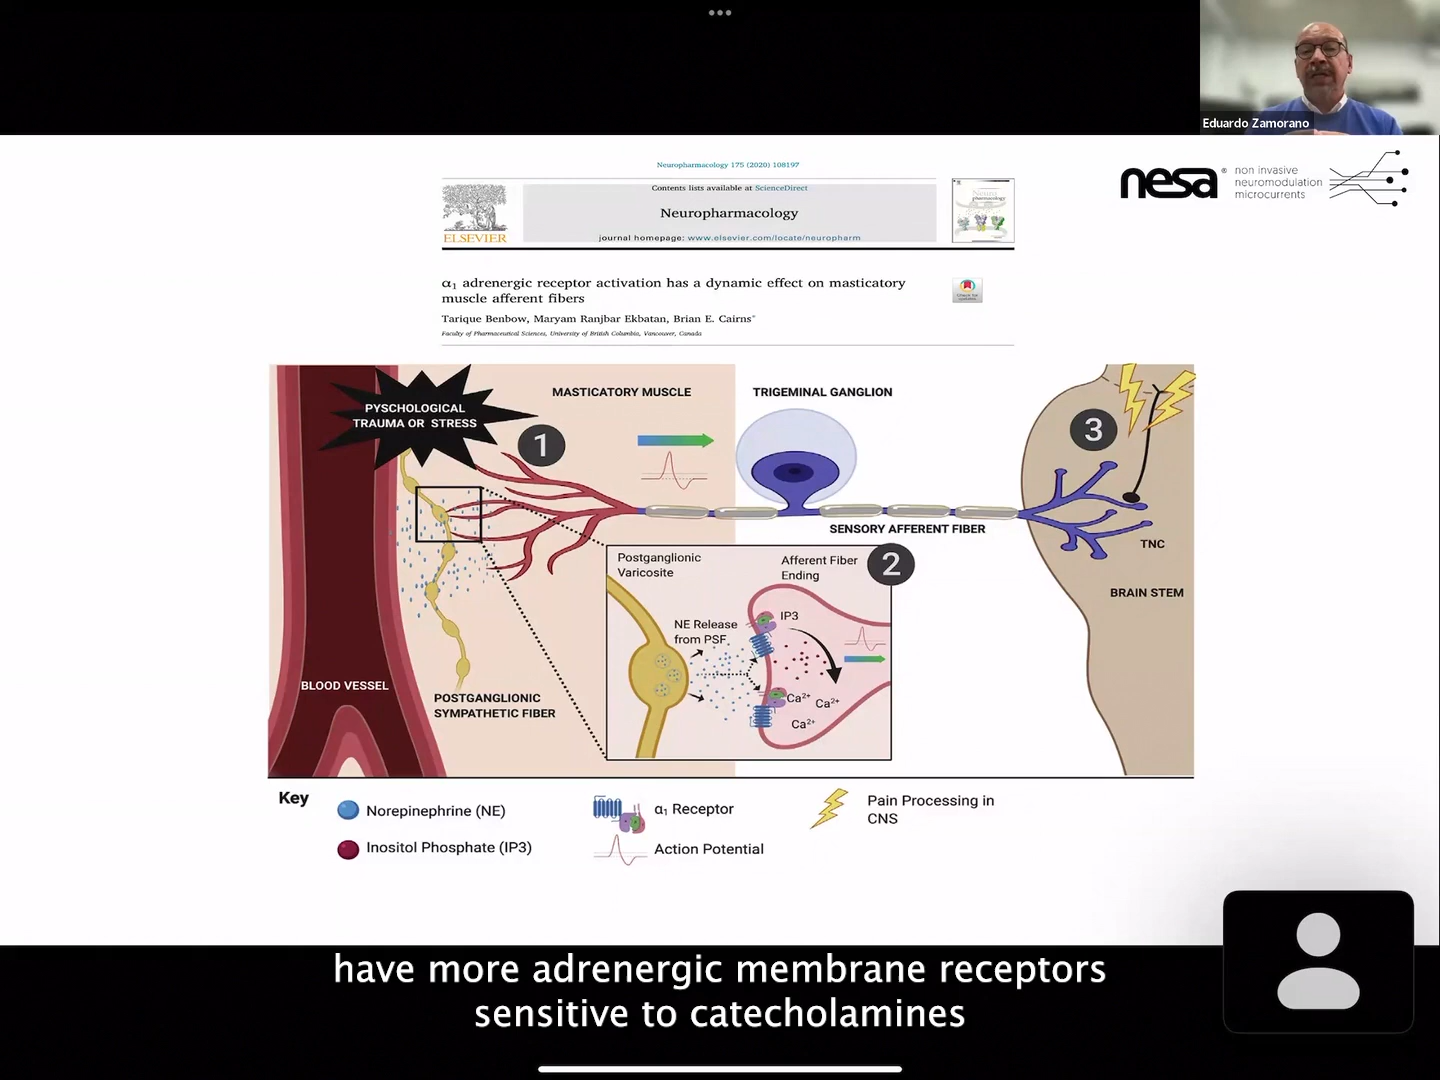 Eduardo Zamorano
Neuropharmacology 175 (2020) 108197
Contents lists available at ScienceDirect
Neuropharmacology
journal homepage: www.elsevier.com/locate/neuropharm
ELSEVIER
Neuro
pharmacology
nesa®
non invasive
neuromodulation
microcurrents
α₁ adrenergic receptor activation has a dynamic effect on masticatory
muscle afferent fibers
Check for
updates
Tarique Benbow, Maryam Ranjbar Ekbatan, Brian E. Cairns*
Faculty of Pharmaceutical Sciences, University of British Columbia, Vancouver, Canada
PYSCHOLOGICAL
TRAUMA OR STRESS
1
MASTICATORY MUSCLE
TRIGEMINAL GANGLION
3
SENSORY AFFERENT FIBER
TNC
BRAIN STEM
2
Postganglionic
Varicosite
Afferent Fiber
Ending
NE Release
from PSF
IP3
Ca²⁺
Ca²⁺
Ca²⁺
BLOOD VESSEL
POSTGANGLIONIC
SYMPATHETIC FIBER
Key
Norepinephrine (NE)
Inositol Phosphate (IP3)
α₁ Receptor
Action Potential
Pain Processing in
CNS
have more adrenergic membrane receptors
sensitive to catecholamines